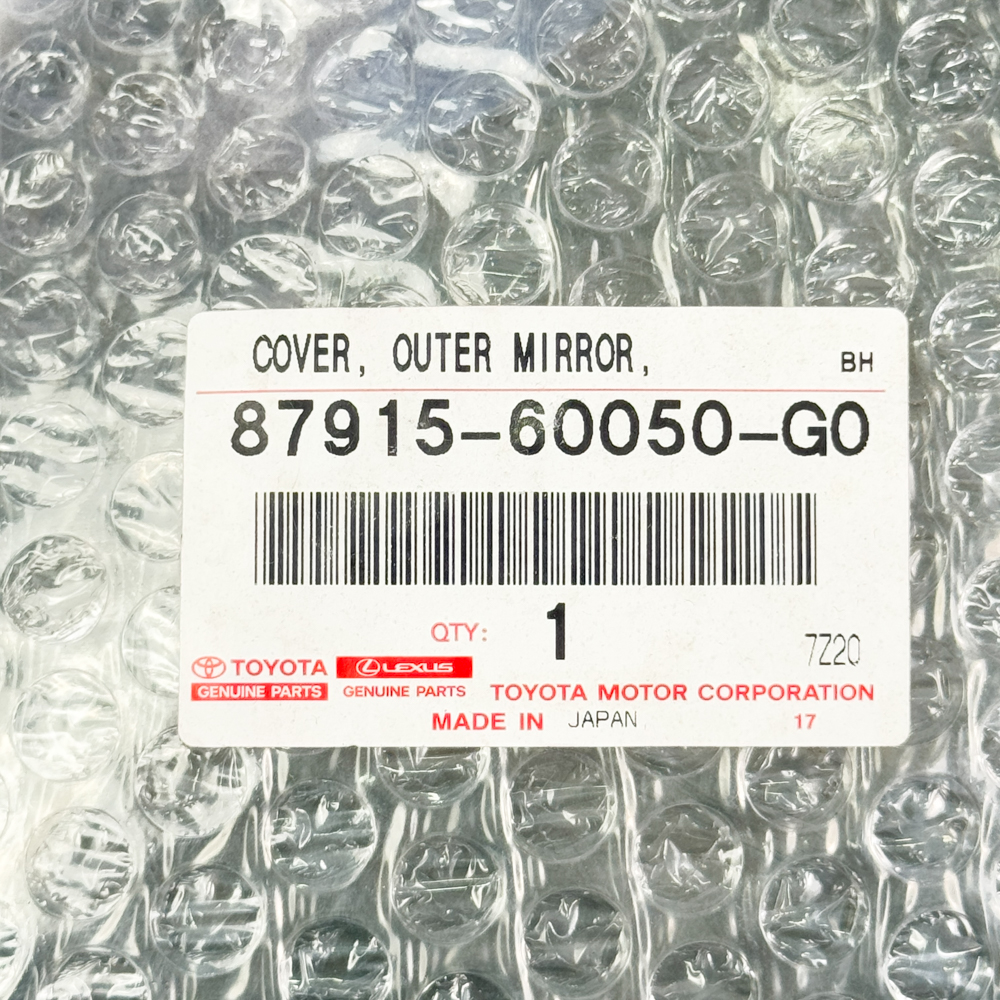 COVER, OUTER MIRROR, BH
87915-60050-G0
QTY: 1
7Z20
TOYOTA LEXUS
GENUINE PARTS GENUINE PARTS TOYOTA MOTOR CORPORATION
MADE IN JAPAN 17